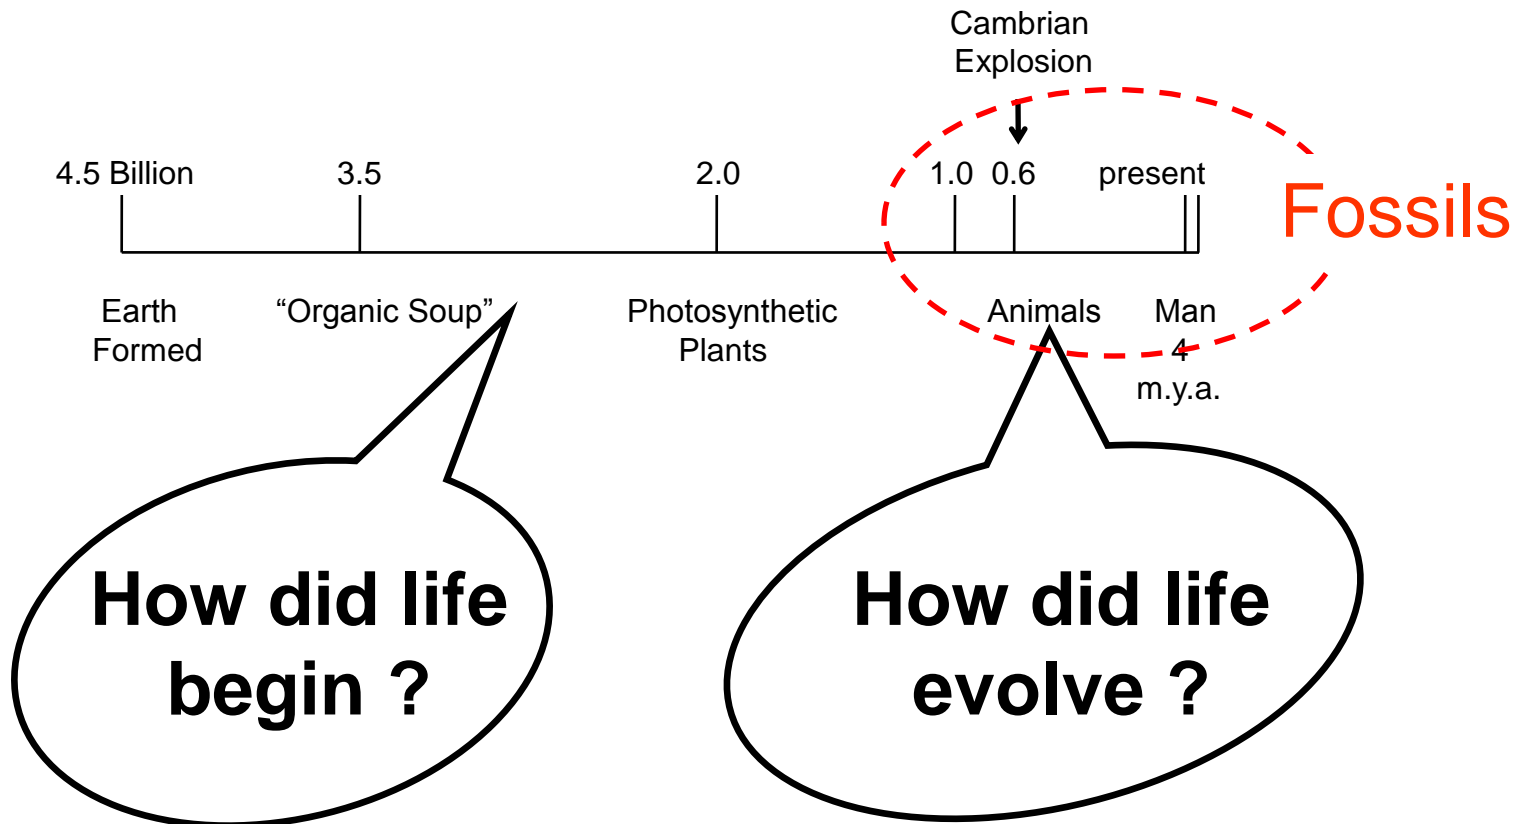 Cambrian
Explosion
4.5 Billion
3.5
2.0
1.0
0.6
present
Fossils
Earth
Formed
“Organic Soup”
Photosynthetic
Plants
Animals
Man
4
m.y.a.
How did life
begin ?
How did life
evolve ?